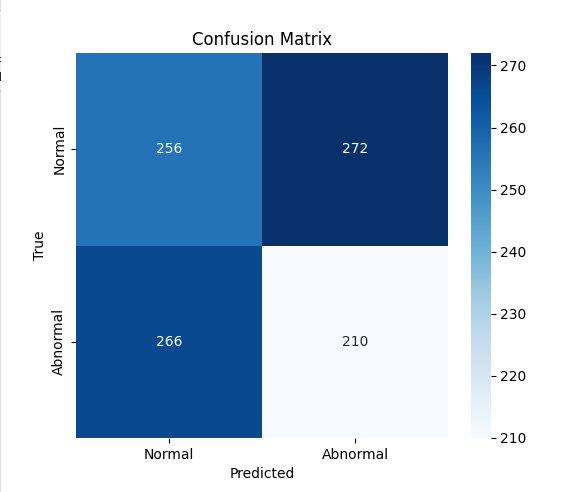 Confusion Matrix
Normal
Abnormal
True
256
272
266
210
Normal
Abnormal
Predicted
270
260
250
240
230
220
210